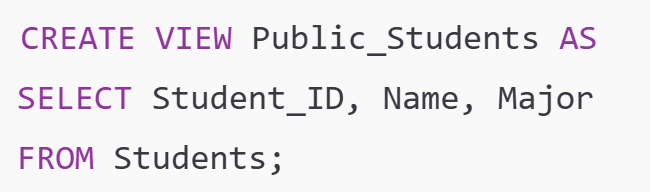 CREATE VIEW Public_Students AS
SELECT Student_ID, Name, Major
FROM Students;